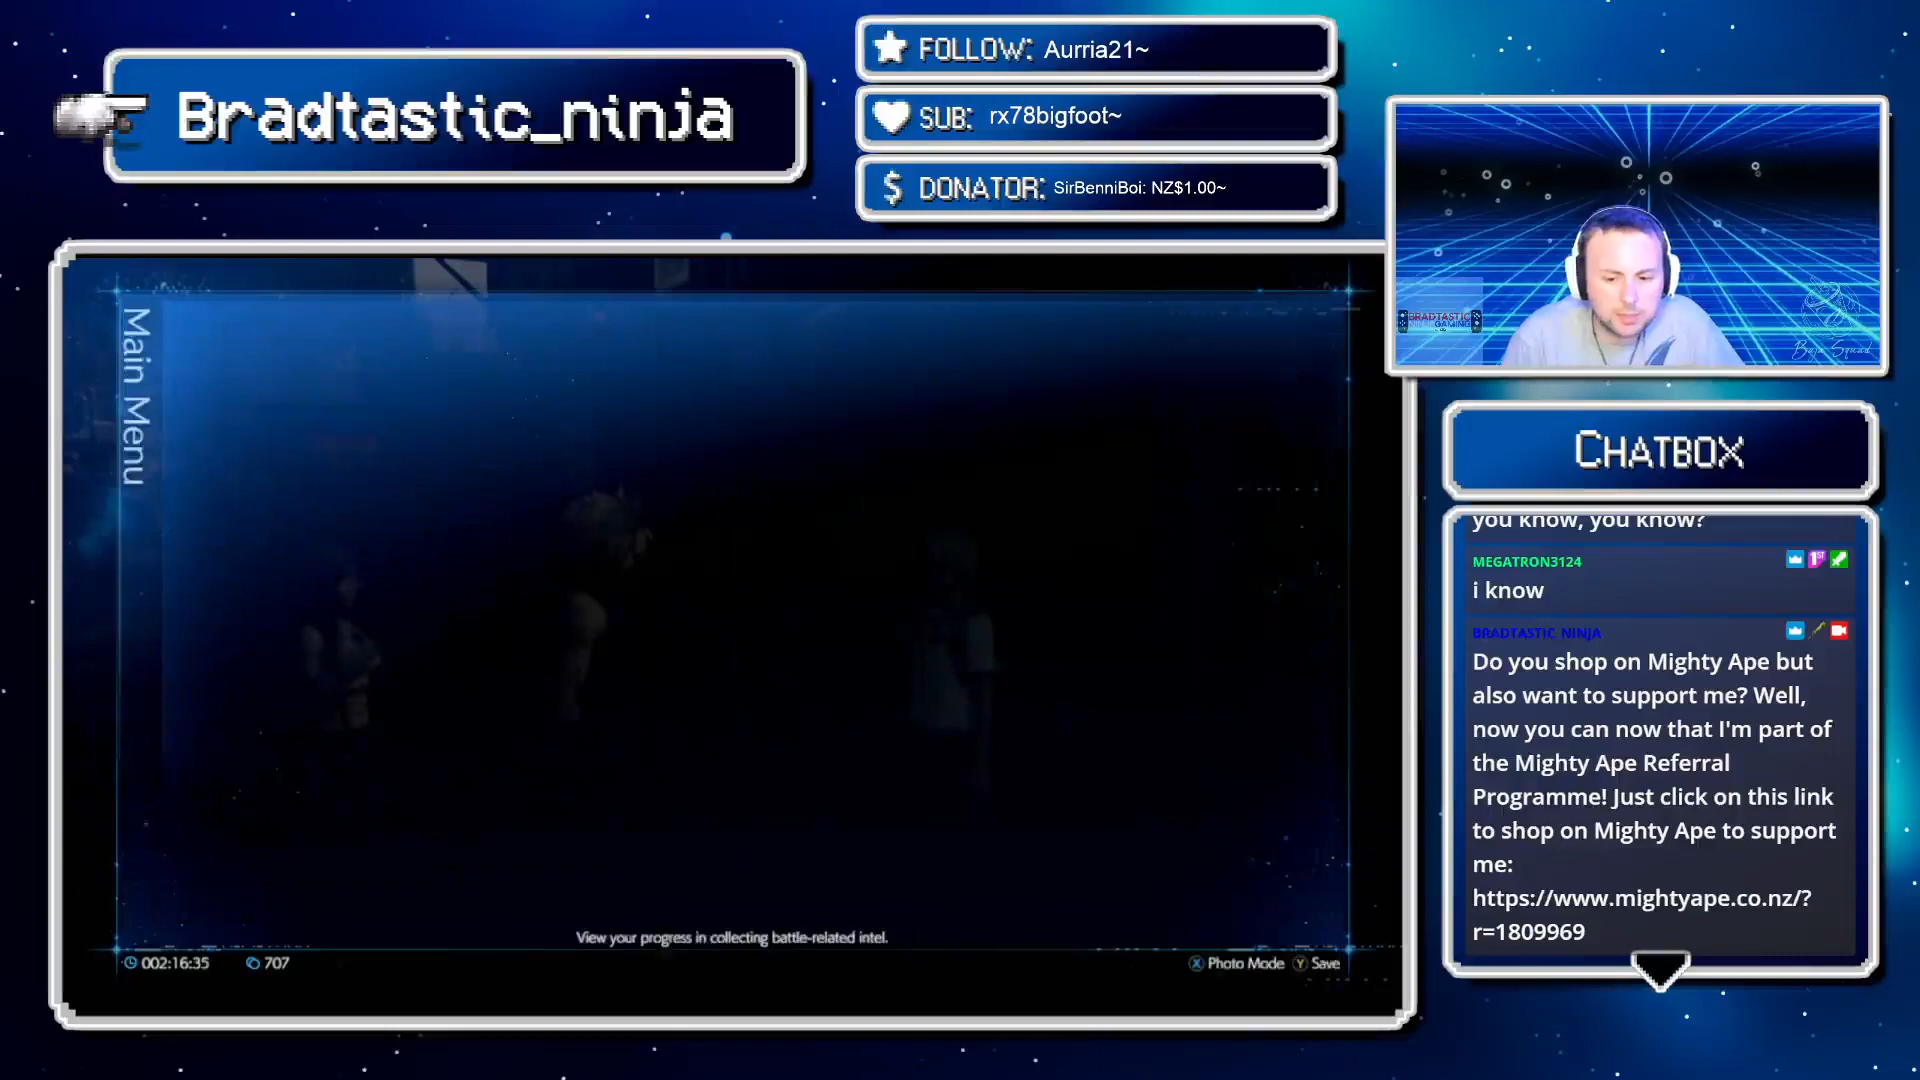 Bradtastic_ninja
FOLLOW: Aurria21~
SUB: rx78bigfoot~
DONATOR: SirBenniBoi: NZ$1.00~
BRADTASTIC
GAMING
Baja Squad
Main Menu
View your progress in collecting battle-related intel.
002:16:35
707
X Photo Mode Y Save
CHATBOX
you know, you know?
MEGATRON3124
i know
BRADTASTIC_NINJA
Do you shop on Mighty Ape but
also want to support me? Well,
now you can now that I'm part of
the Mighty Ape Referral
Programme! Just click on this link
to shop on Mighty Ape to support
me:
https://www.mightyape.co.nz/?
r=1809969